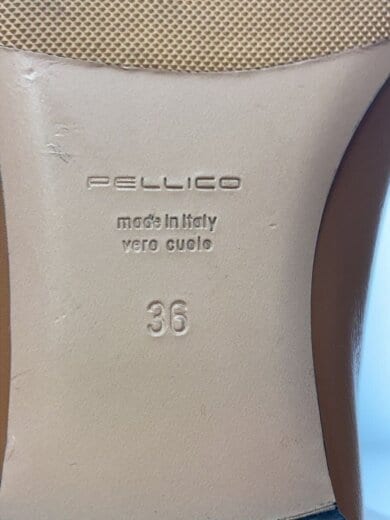 PELLICO
made in Italy
vero cuoio
36